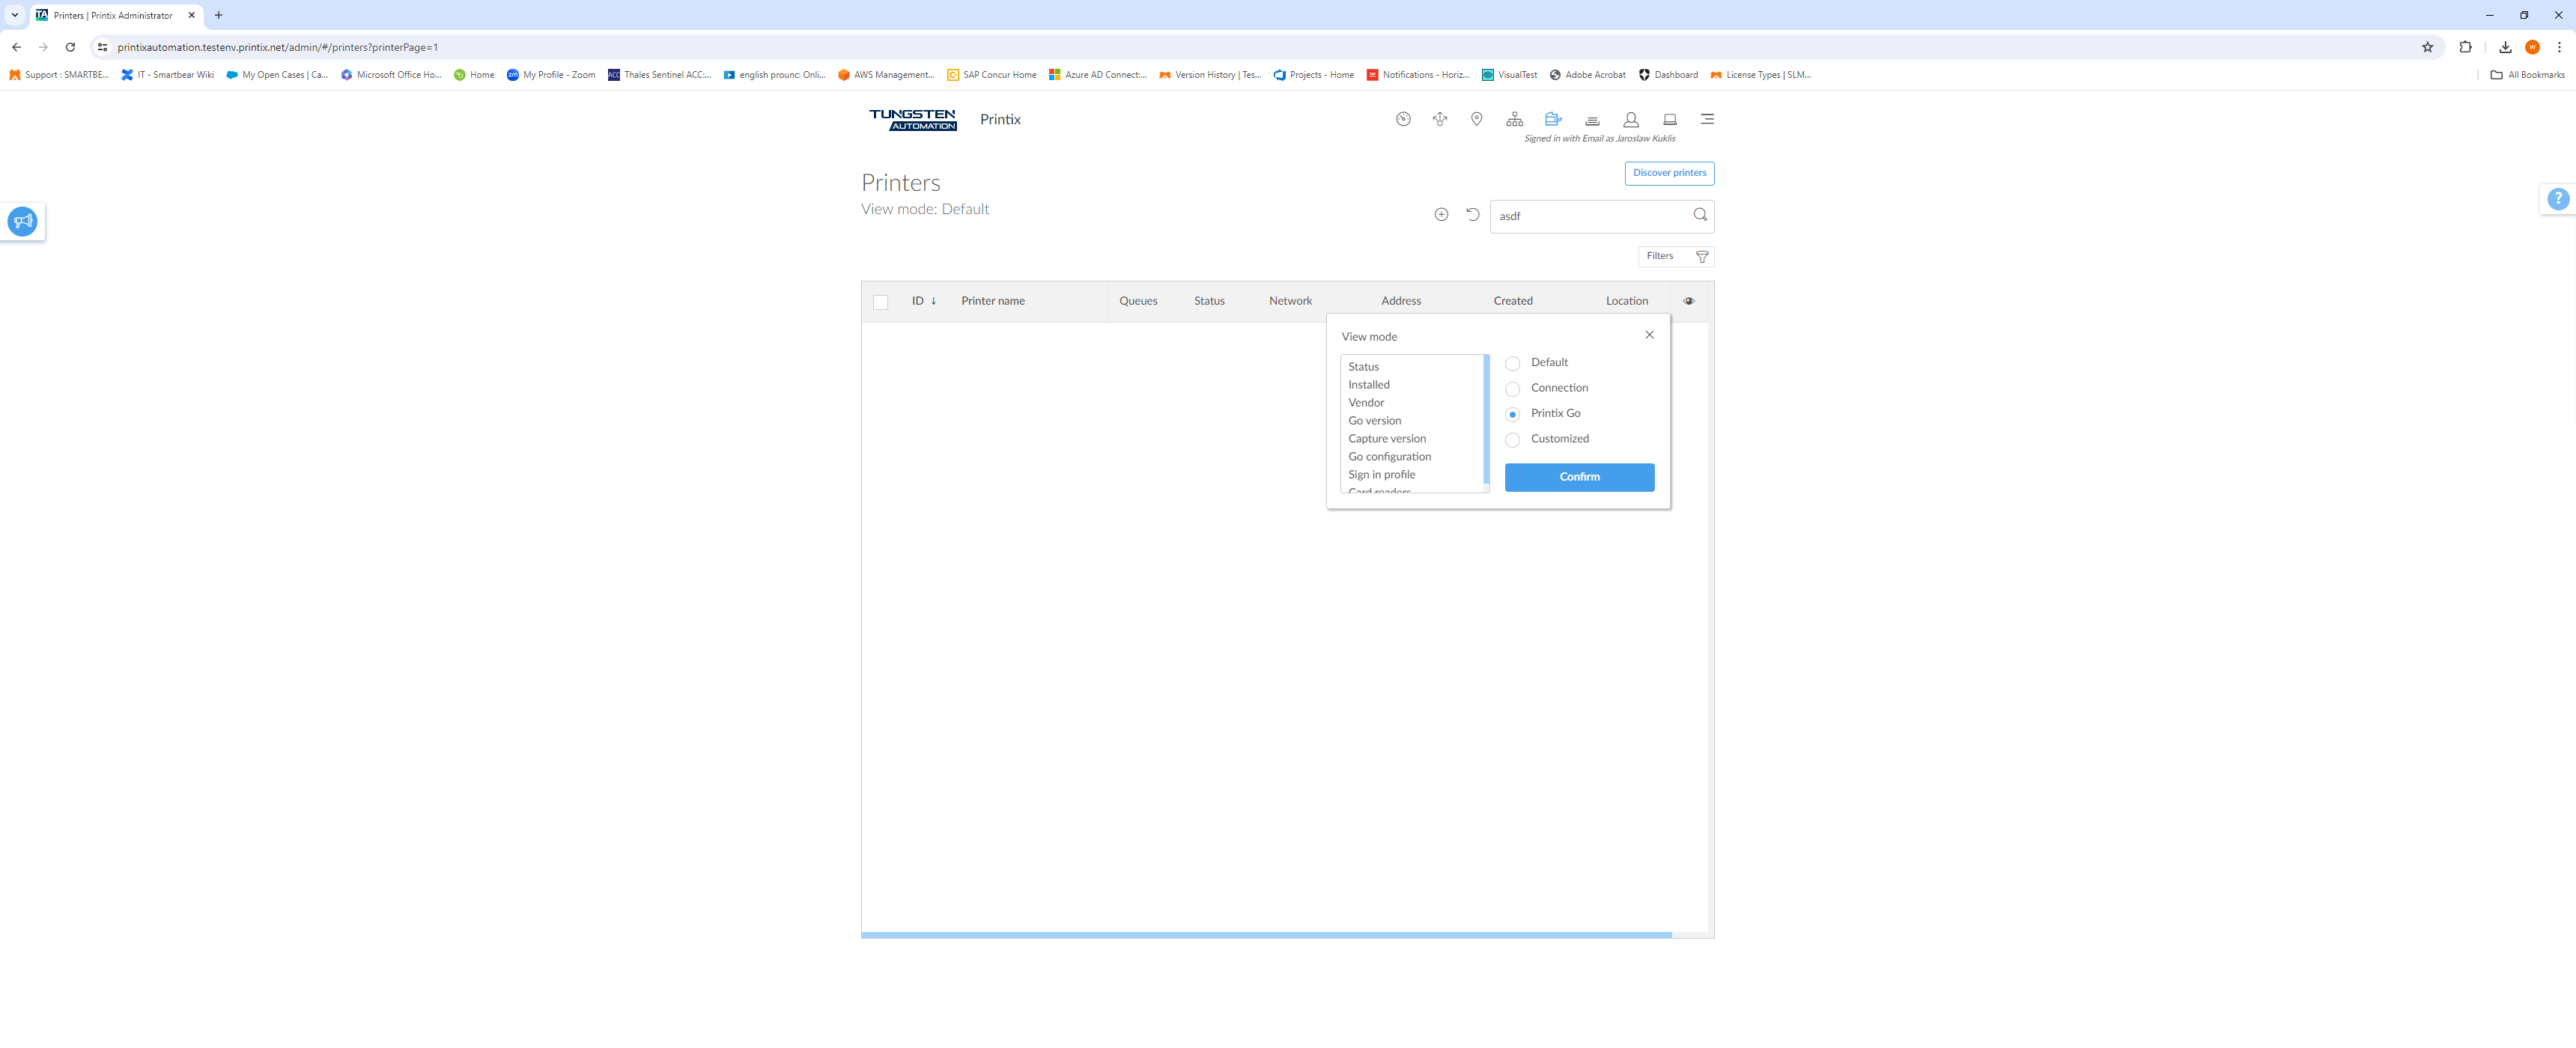 Printers | Printix Administrator
printixautomation.testenv.printix.net/admin/#/printers?printerPage=1
W
Support : SMARTBE...
IT - Smartbear Wiki
My Open Cases | Ca...
Microsoft Office Ho...
Home
My Profile - Zoom
Thales Sentinel ACC:...
english prounc: Onli...
AWS Management...
SAP Concur Home
Azure AD Connect:...
Version History | Tes...
Projects - Home
Notifications - Horiz...
VisualTest
Adobe Acrobat
Dashboard
License Types | SLM...
All Bookmarks
TUNGSTEN
AUTOMATION
Printix
Signed in with Email as Jaroslaw Kuklis
Discover printers
Printers
View mode: Default
asdf
?
Filters
ID ↓ Printer name Queues Status Network Address Created Location
View mode
Status
Installed
Vendor
Go version
Capture version
Go configuration
Sign in profile
Card readers
Default
Connection
Printix Go
Customized
Confirm